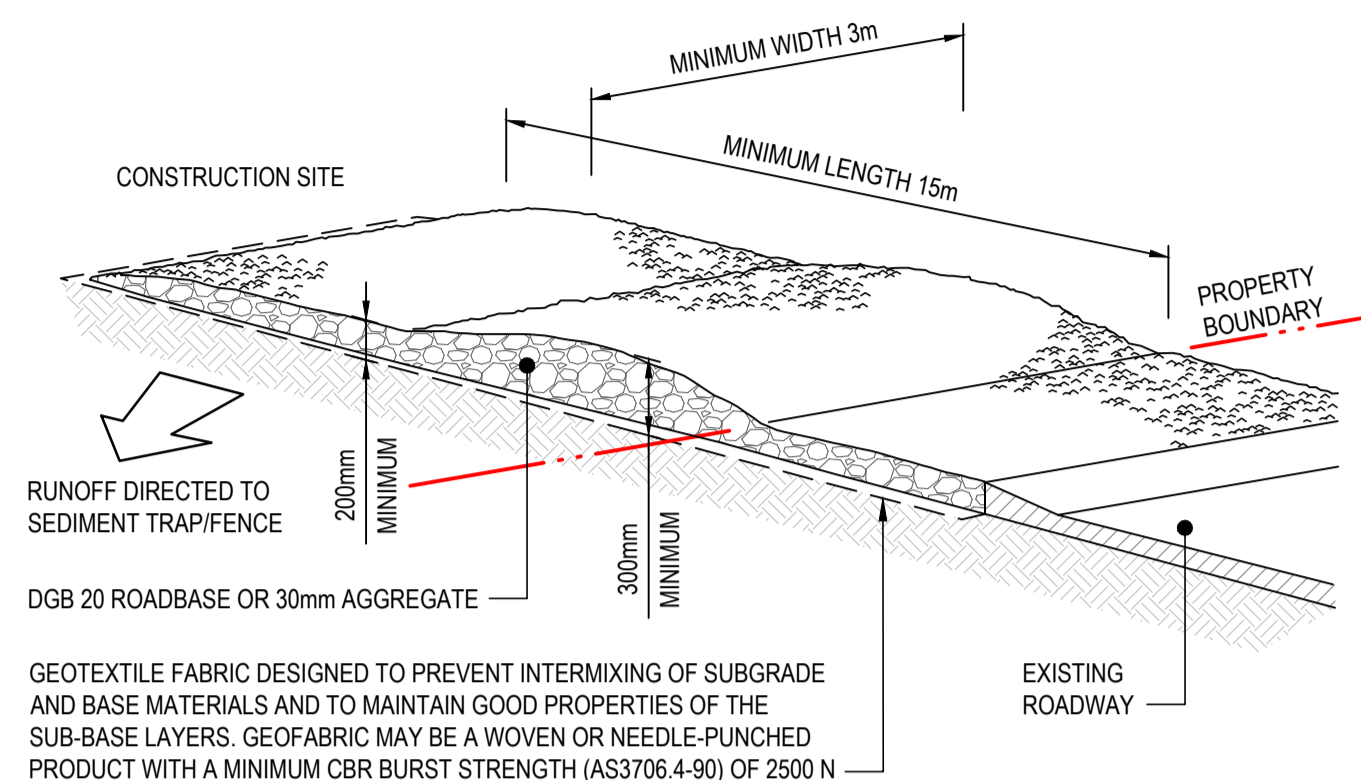 MINIMUM WIDTH 3m
MINIMUM LENGTH 15m
CONSTRUCTION SITE
PROPERTY
BOUNDARY
RUNOFF DIRECTED TO
SEDIMENT TRAP/FENCE
200mm
MINIMUM
300mm
MINIMUM
DGB 20 ROADBASE OR 30mm AGGREGATE
GEOTEXTILE FABRIC DESIGNED TO PREVENT INTERMIXING OF SUBGRADE
AND BASE MATERIALS AND TO MAINTAIN GOOD PROPERTIES OF THE
SUB-BASE LAYERS. GEOFABRIC MAY BE A WOVEN OR NEEDLE-PUNCHED
PRODUCT WITH A MINIMUM CBR BURST STRENGTH (AS3706.4-90) OF 2500 N
EXISTING
ROADWAY